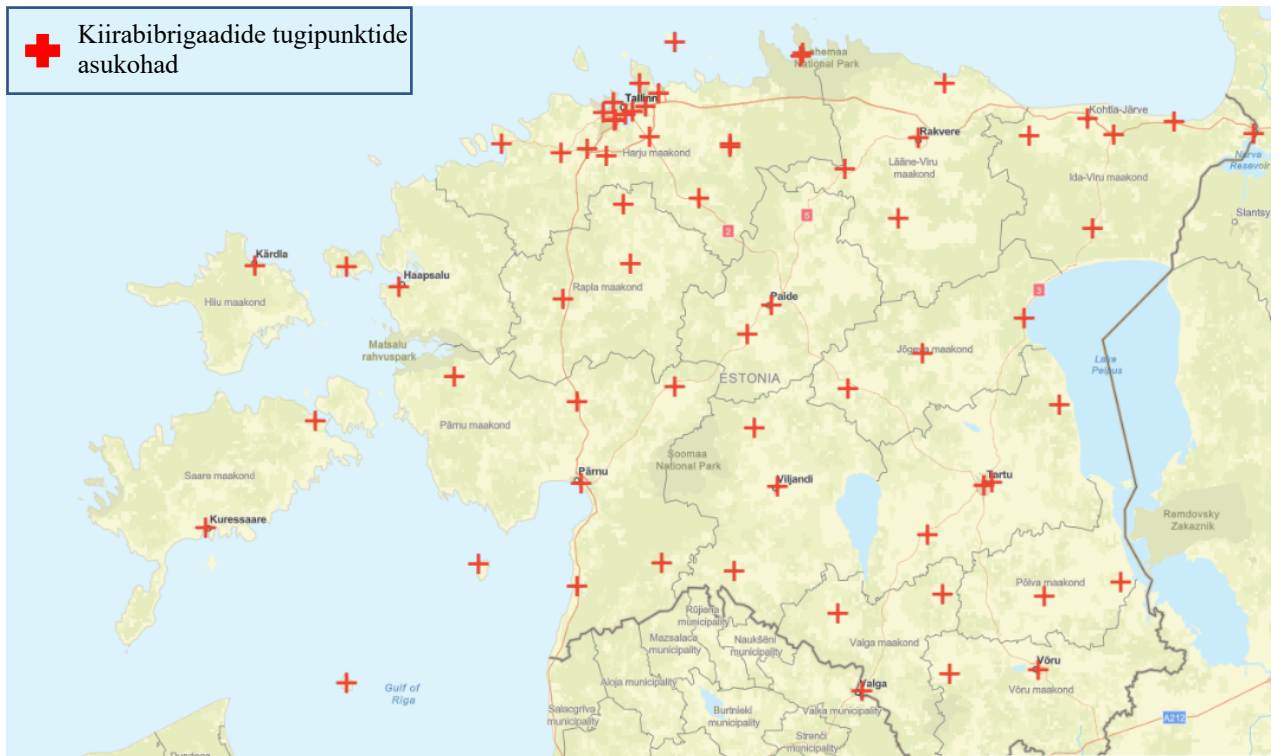 Kiirabibrigaadide tugipunktide
asukohad
National Park
Tallinn
Kohtla-Järve
Harju maakond
Rakvere
Lääne-Viru
maakond
Ida-Viru maakond
Narva
Resevoir
Slantsy
5
2
Kärdla
Haapsalu
Hiiu maakond
Rapla maakond
Paide
3
Matsalu
rahvuspark
Jõgeva maakond
Lake
Peipus
ESTONIA
Pärnu maakond
Soomaa
National Park
Saare maakond
Pärnu
Viljandi
Tartu
Kuressaare
Remdovsky
Zakaznik
Põlva maakond
Rūjiena
municipality
Mazsalaca
municipality
Naukšēni
municipality
Valga maakond
Võru
Võru maakond
Gulf of
Riga
Aloja municipality
Valga
Salacgrīva
municipality
Burtnieki
municipality
Valka municipality
Strenči
municipality
A212
Dundaga